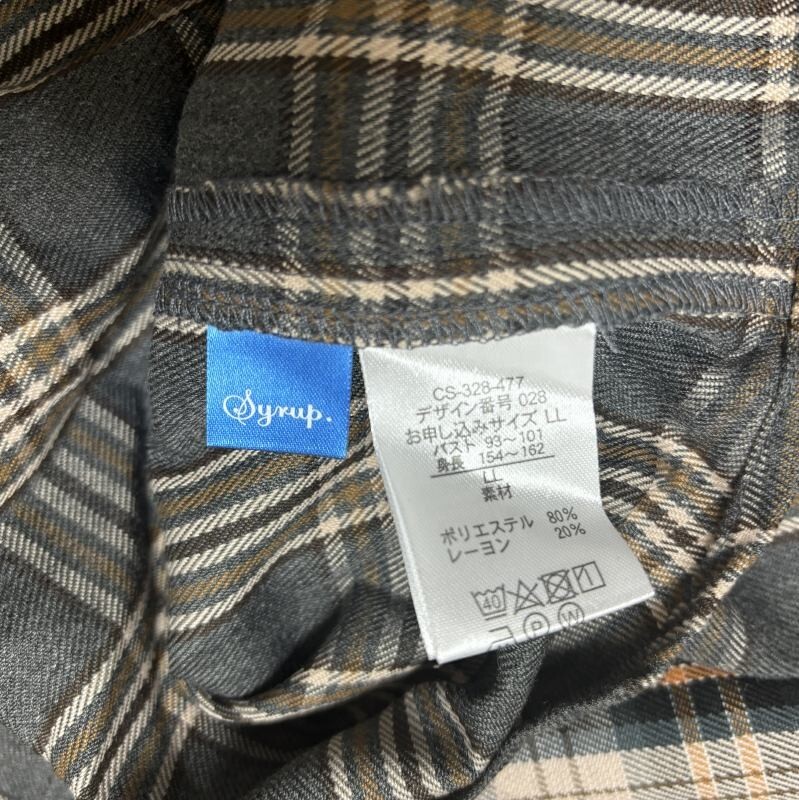 Syrup.
CS-328-477
デザイン番号 028
お申し込みサイズ LL
バスト 93～101
身長 154～162
LL
素材
ポリエステル 80%
レーヨン 20%
40
P W